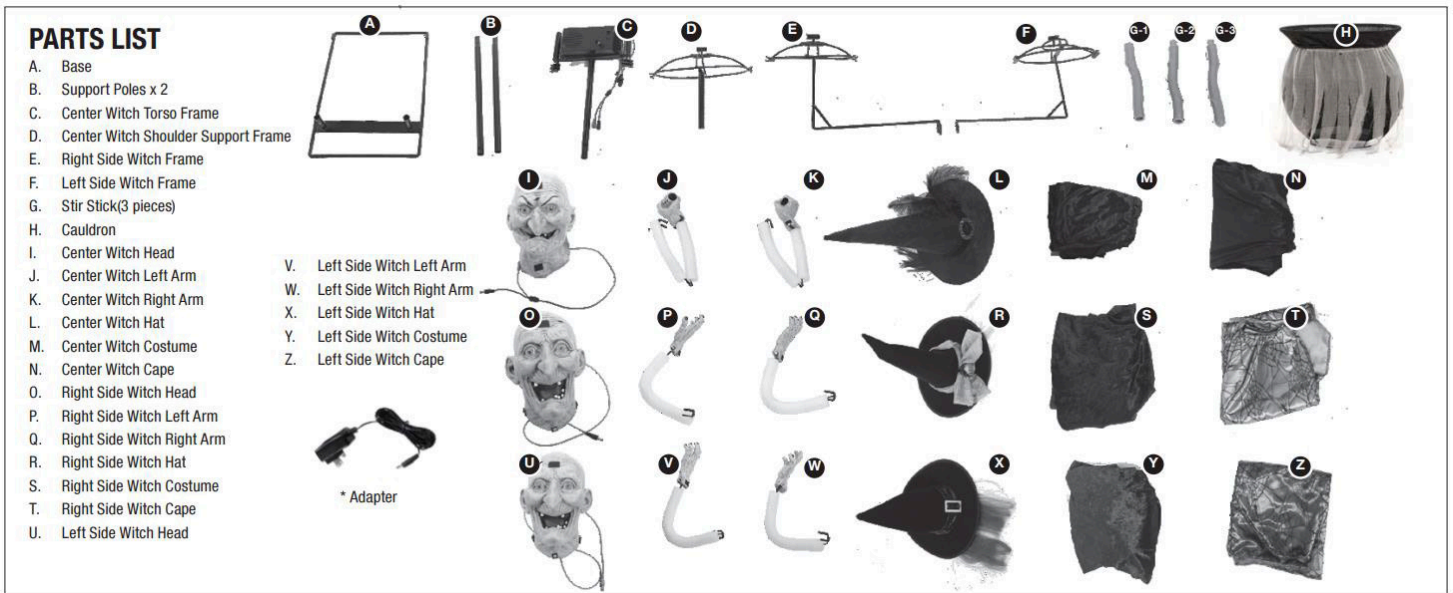 PARTS LIST
A. Base
B. Support Poles x 2
C. Center Witch Torso Frame
D. Center Witch Shoulder Support Frame
E. Right Side Witch Frame
F. Left Side Witch Frame
G. Stir Stick(3 pieces)
H. Cauldron
I. Center Witch Head
J. Center Witch Left Arm
K. Center Witch Right Arm
L. Center Witch Hat
M. Center Witch Costume
N. Center Witch Cape
O. Right Side Witch Head
P. Right Side Witch Left Arm
Q. Right Side Witch Right Arm
R. Right Side Witch Hat
S. Right Side Witch Costume
T. Right Side Witch Cape
U. Left Side Witch Head
V. Left Side Witch Left Arm
W. Left Side Witch Right Arm
X. Left Side Witch Hat
Y. Left Side Witch Costume
Z. Left Side Witch Cape
* Adapter
A
B
C
D
E
F
G-1
G-2
G-3
H
I
J
K
L
M
N
O
P
Q
R
S
T
U
V
W
X
Y
Z